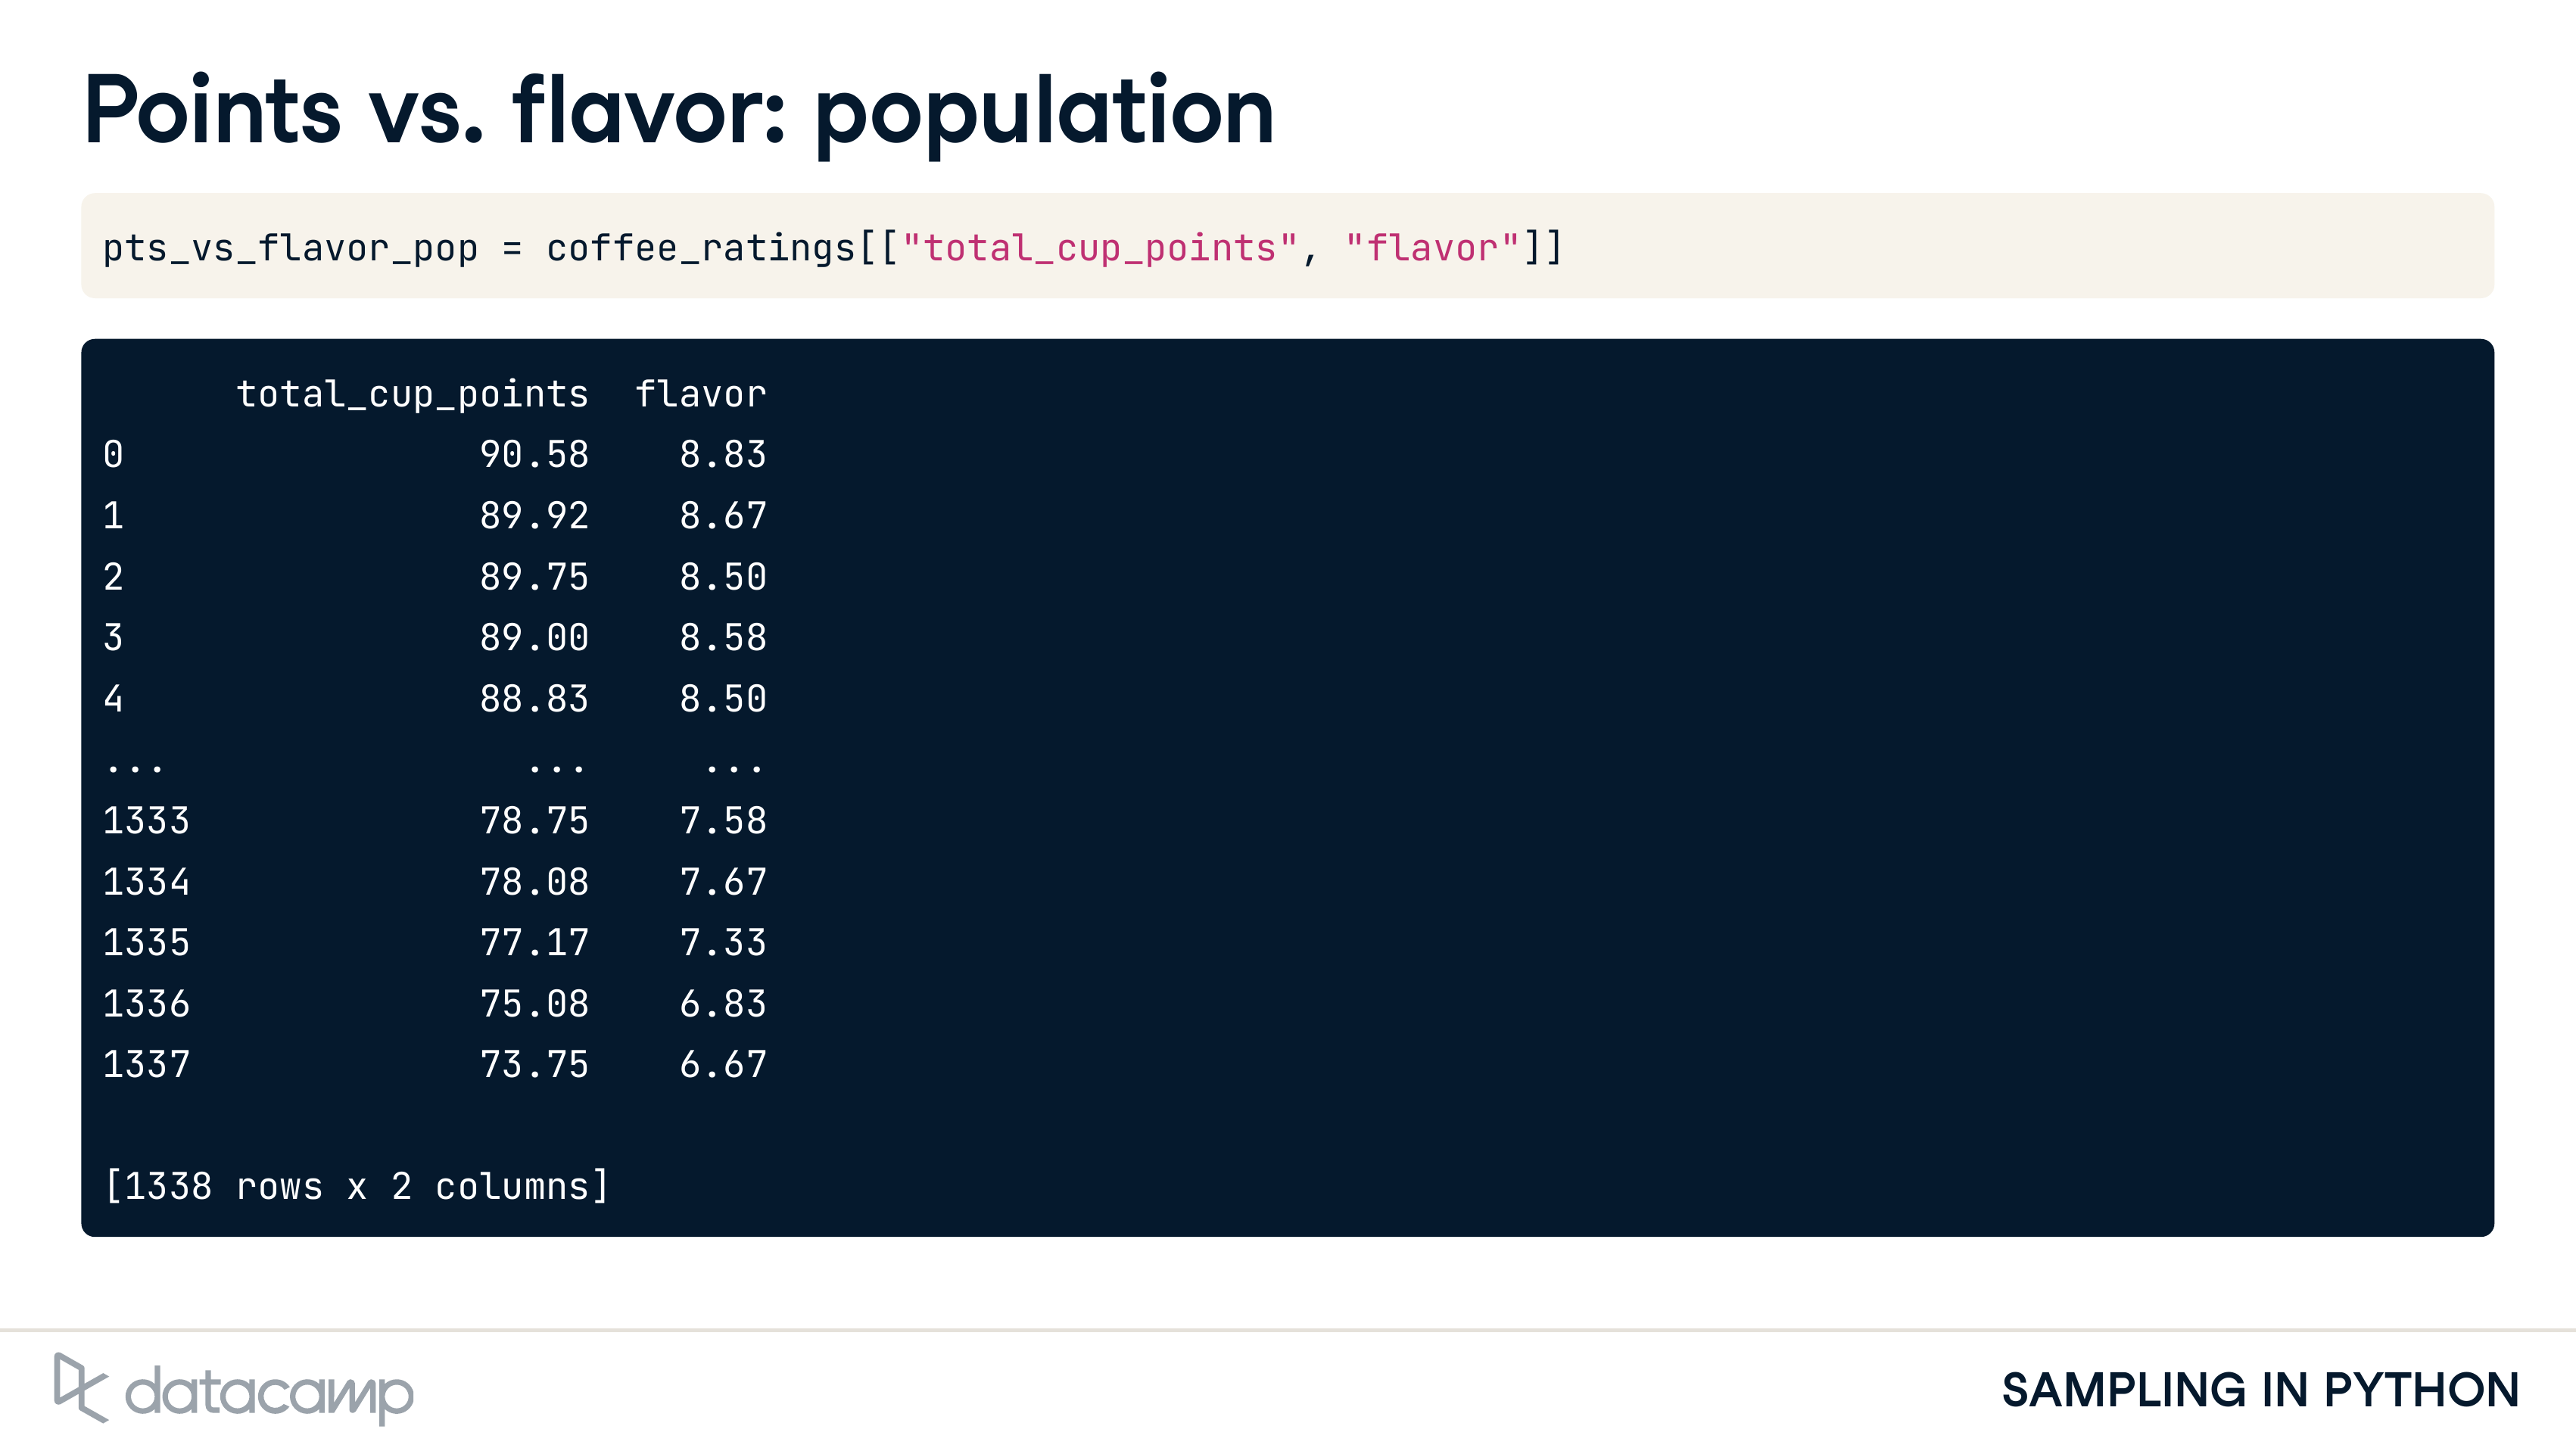 Points vs. flavor: population
pts_vs_flavor_pop = coffee_ratings[["total_cup_points", "flavor"]]
total_cup_points flavor
0 90.58 8.83
1 89.92 8.67
2 89.75 8.50
3 89.00 8.58
4 88.83 8.50
... ... ...
1333 78.75 7.58
1334 78.08 7.67
1335 77.17 7.33
1336 75.08 6.83
1337 73.75 6.67
[1338 rows x 2 columns]
datacamp
SAMPLING IN PYTHON